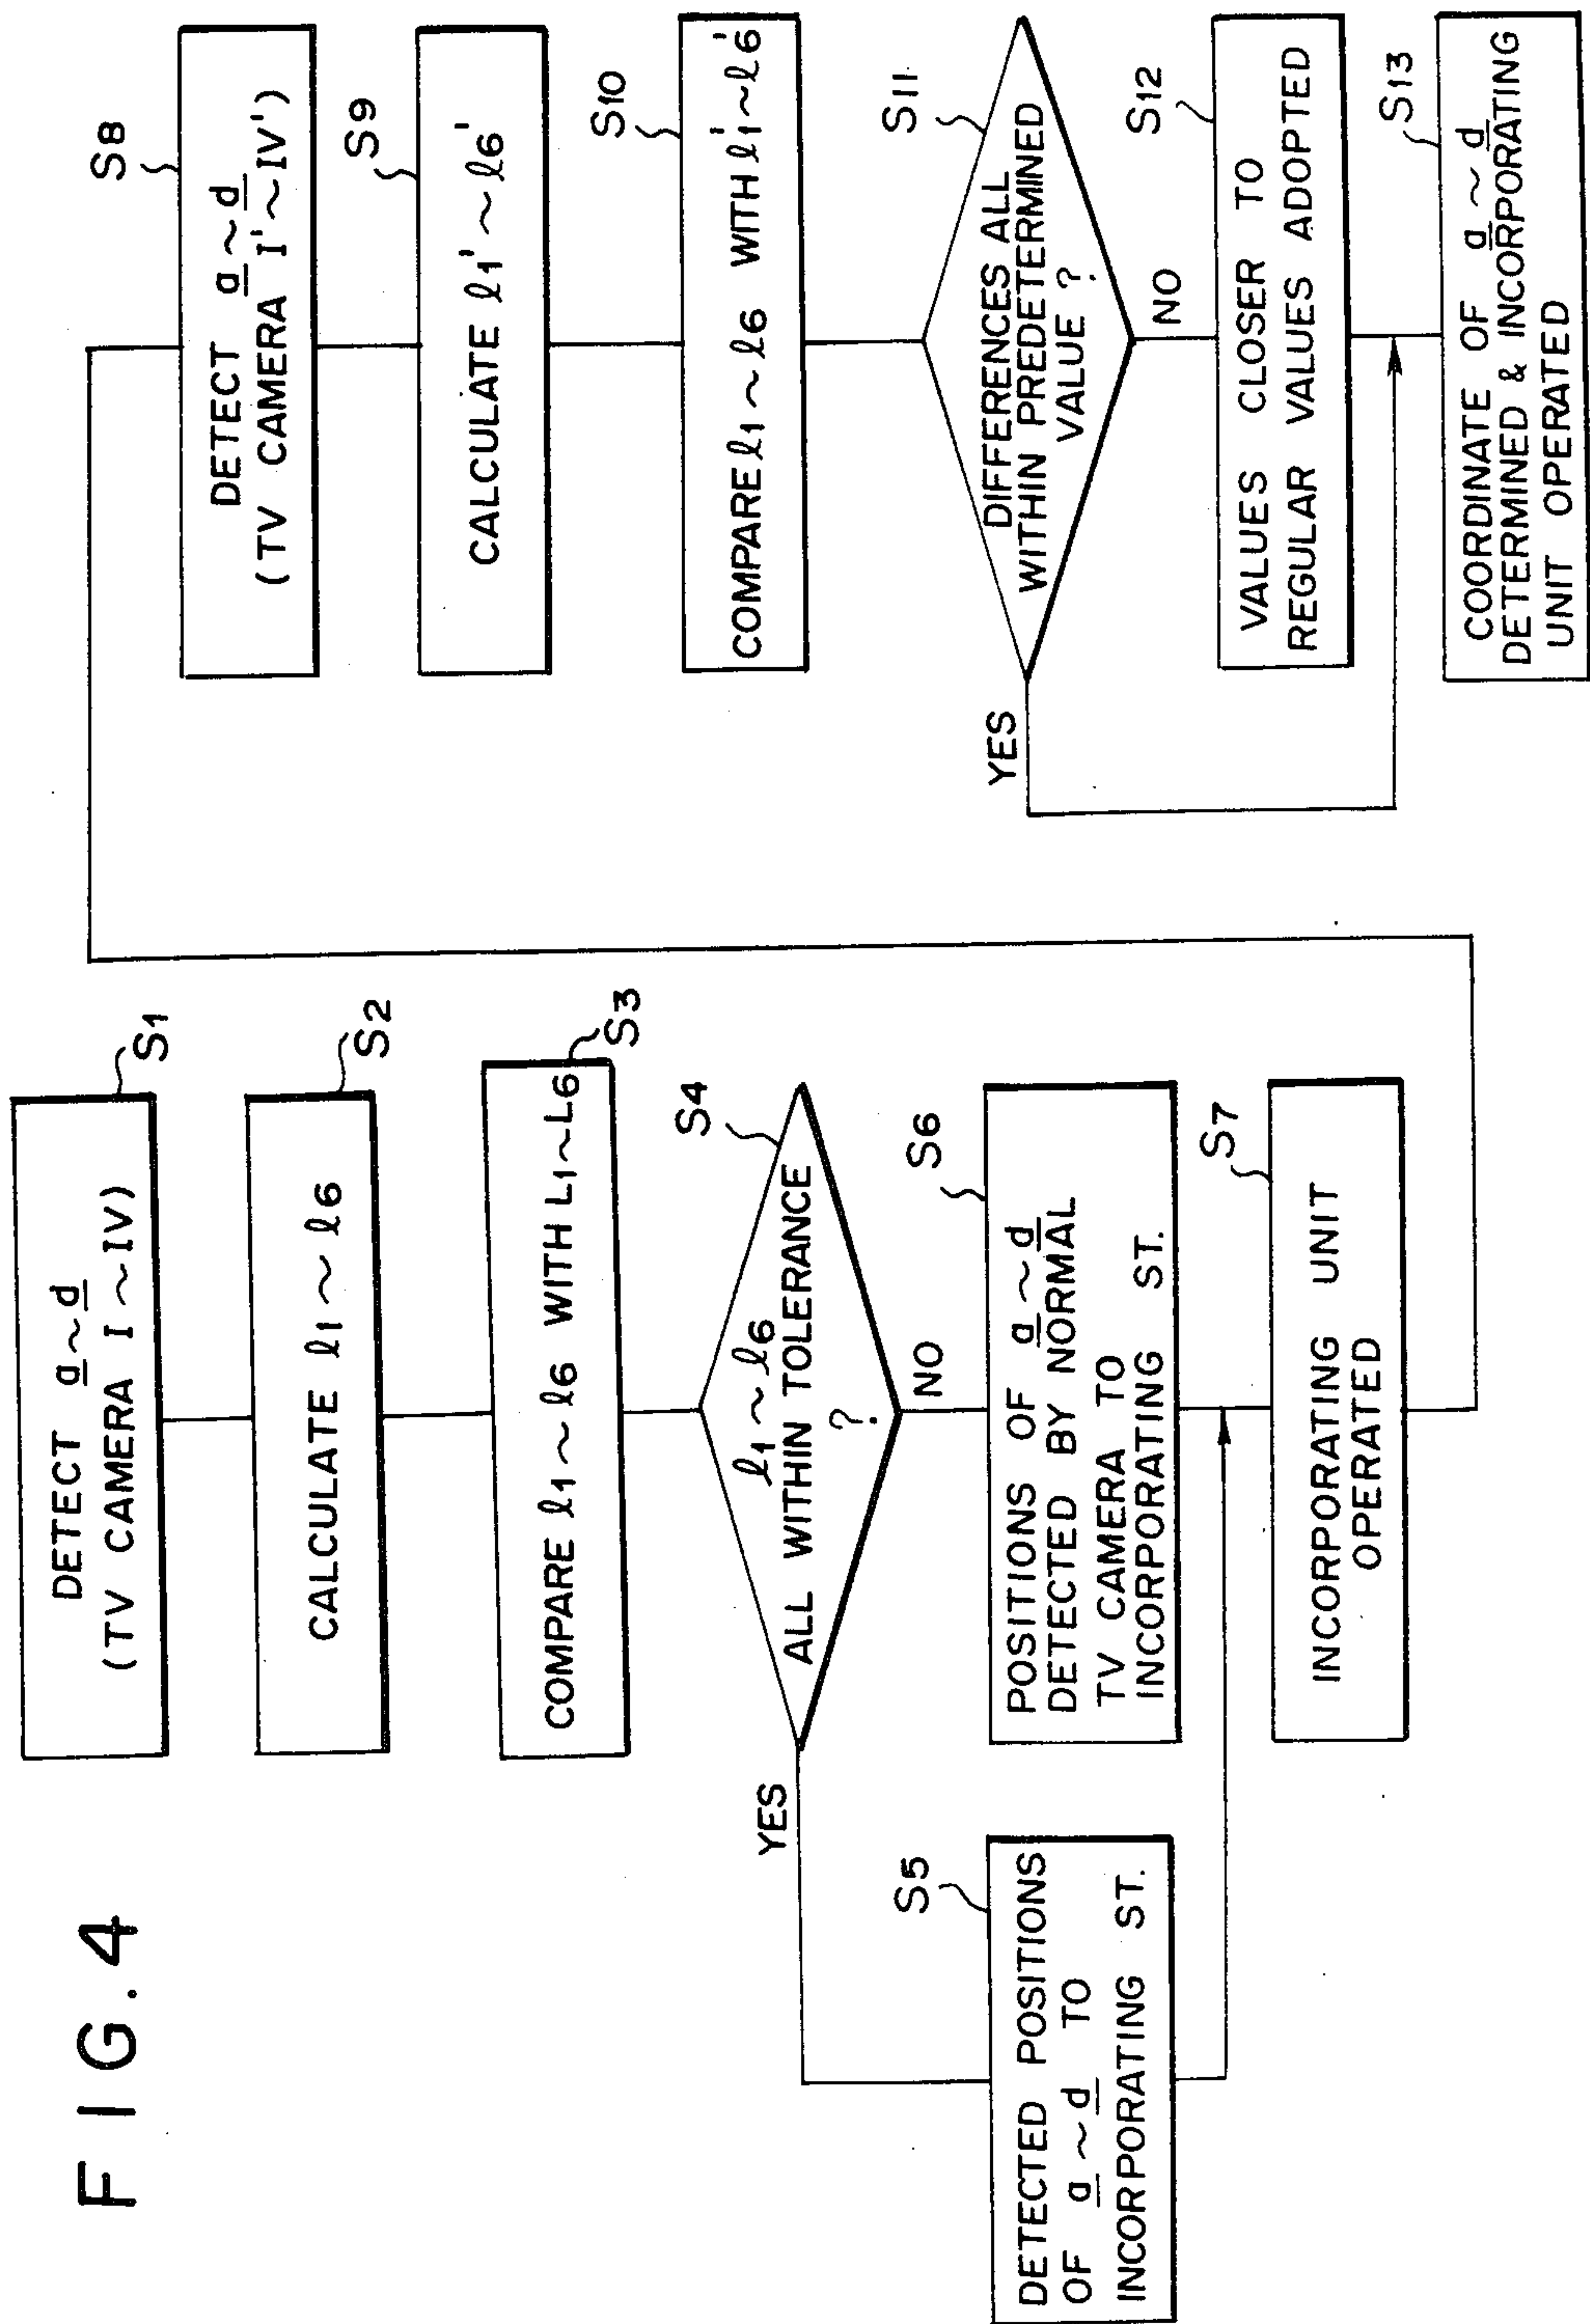 FIG. 4
S1
DETECT a ~ d
(TV CAMERA I ~ IV)
S2
CALCULATE ℓ1 ~ ℓ6
S3
COMPARE ℓ1 ~ ℓ6 WITH L1 ~ L6
S4
ℓ1 ~ ℓ6
ALL WITHIN TOLERANCE
?
YES
NO
S5
DETECTED POSITIONS
OF a ~ d TO
INCORPORATING ST.
S6
POSITIONS OF a ~ d
DETECTED BY NORMAL
TV CAMERA TO
INCORPORATING ST.
S7
INCORPORATING UNIT
OPERATED
S8
DETECT a ~ d
(TV CAMERA I' ~ IV')
S9
CALCULATE ℓ1' ~ ℓ6'
S10
COMPARE ℓ1 ~ ℓ6 WITH ℓ1' ~ ℓ6'
S11
DIFFERENCES ALL
WITHIN PREDETERMINED
VALUE ?
YES
NO
S12
VALUES CLOSER TO
REGULAR VALUES ADOPTED
S13
COORDINATE OF a ~ d
DETERMINED & INCORPORATING
UNIT OPERATED